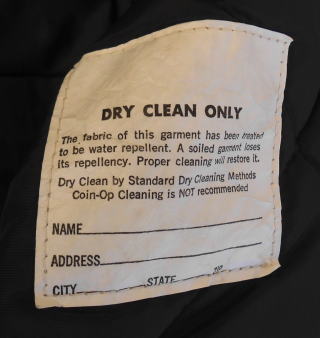 DRY CLEAN ONLY
The fabric of this garment has been treated
to be water repellent. A soiled garment loses
its repellency. Proper cleaning will restore it.
Dry Clean by Standard Dry Cleaning Methods
Coin-Op Cleaning is NOT recommended
NAME
ADDRESS
CITY STATE ZIP